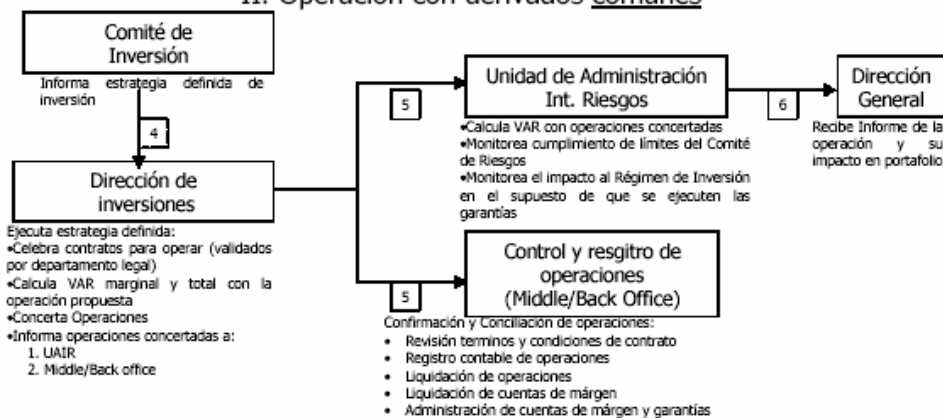 II. Operación con derivados comunes
Comité de
Inversión
Informa estrategia definida de
inversión
4
Dirección de
inversiones
Ejecuta estrategia definida:
•Celebra contratos para operar (validados
por departamento legal)
•Calcula VAR marginal y total con la
operación propuesta
•Concerta Operaciones
•Informa operaciones concertadas a:
1. UAIR
2. Middle/Back office
5
Unidad de Administración
Int. Riesgos
•Calcula VAR con operaciones concertadas
•Monitorea cumplimiento de límites del Comité
de Riesgos
•Monitorea el impacto al Régimen de Inversión
en el supuesto de que se ejecuten las
garantías
6
Dirección
General
Recibe Informe de la
operación y su
impacto en portafolio
5
Control y resgitro de
operaciones
(Middle/Back Office)
Confirmación y Conciliación de operaciones:
• Revisión terminos y condiciones de contrato
• Registro contable de operaciones
• Liquidación de operaciones
• Liquidación de cuentas de márgen
• Administración de cuentas de márgen y garantías